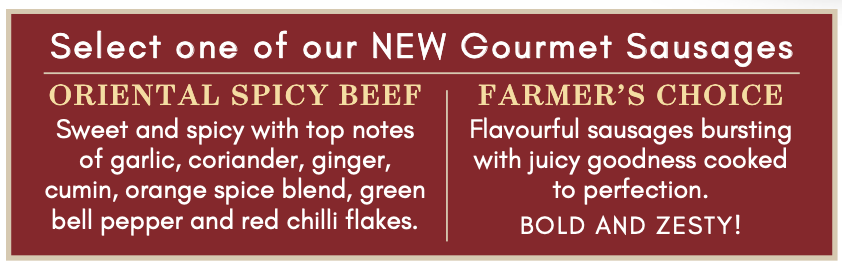 Select one of our NEW Gourmet Sausages
ORIENTAL SPICY BEEF
Sweet and spicy with top notes
of garlic, coriander, ginger,
cumin, orange spice blend, green
bell pepper and red chilli flakes.
FARMER'S CHOICE
Flavourful sausages bursting
with juicy goodness cooked
to perfection.
BOLD AND ZESTY!